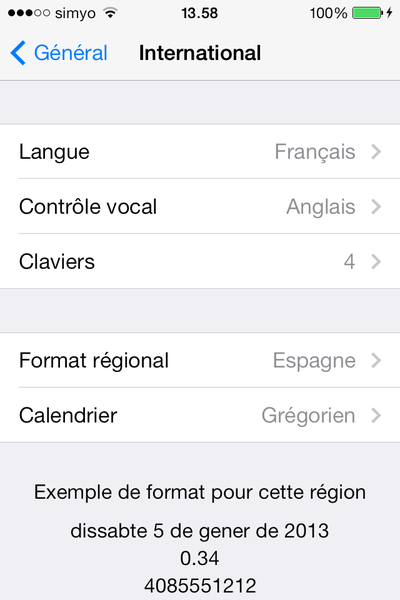 simyo 13.58 100%
Général International
Langue Français
Contrôle vocal Anglais
Claviers 4
Format régional Espagne
Calendrier Grégorien
Exemple de format pour cette région
dissabte 5 de gener de 2013
0.34
4085551212